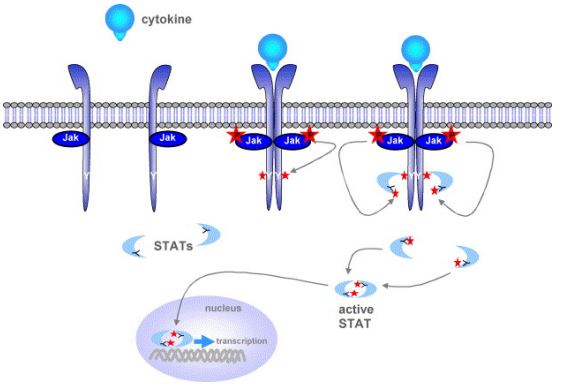 cytokine
Jak
Jak
P
Jak
Jak
P
P
Jak
Jak
P
Y
Y
Y
Y
Y
Y
STATs
active
STAT
nucleus
transcription